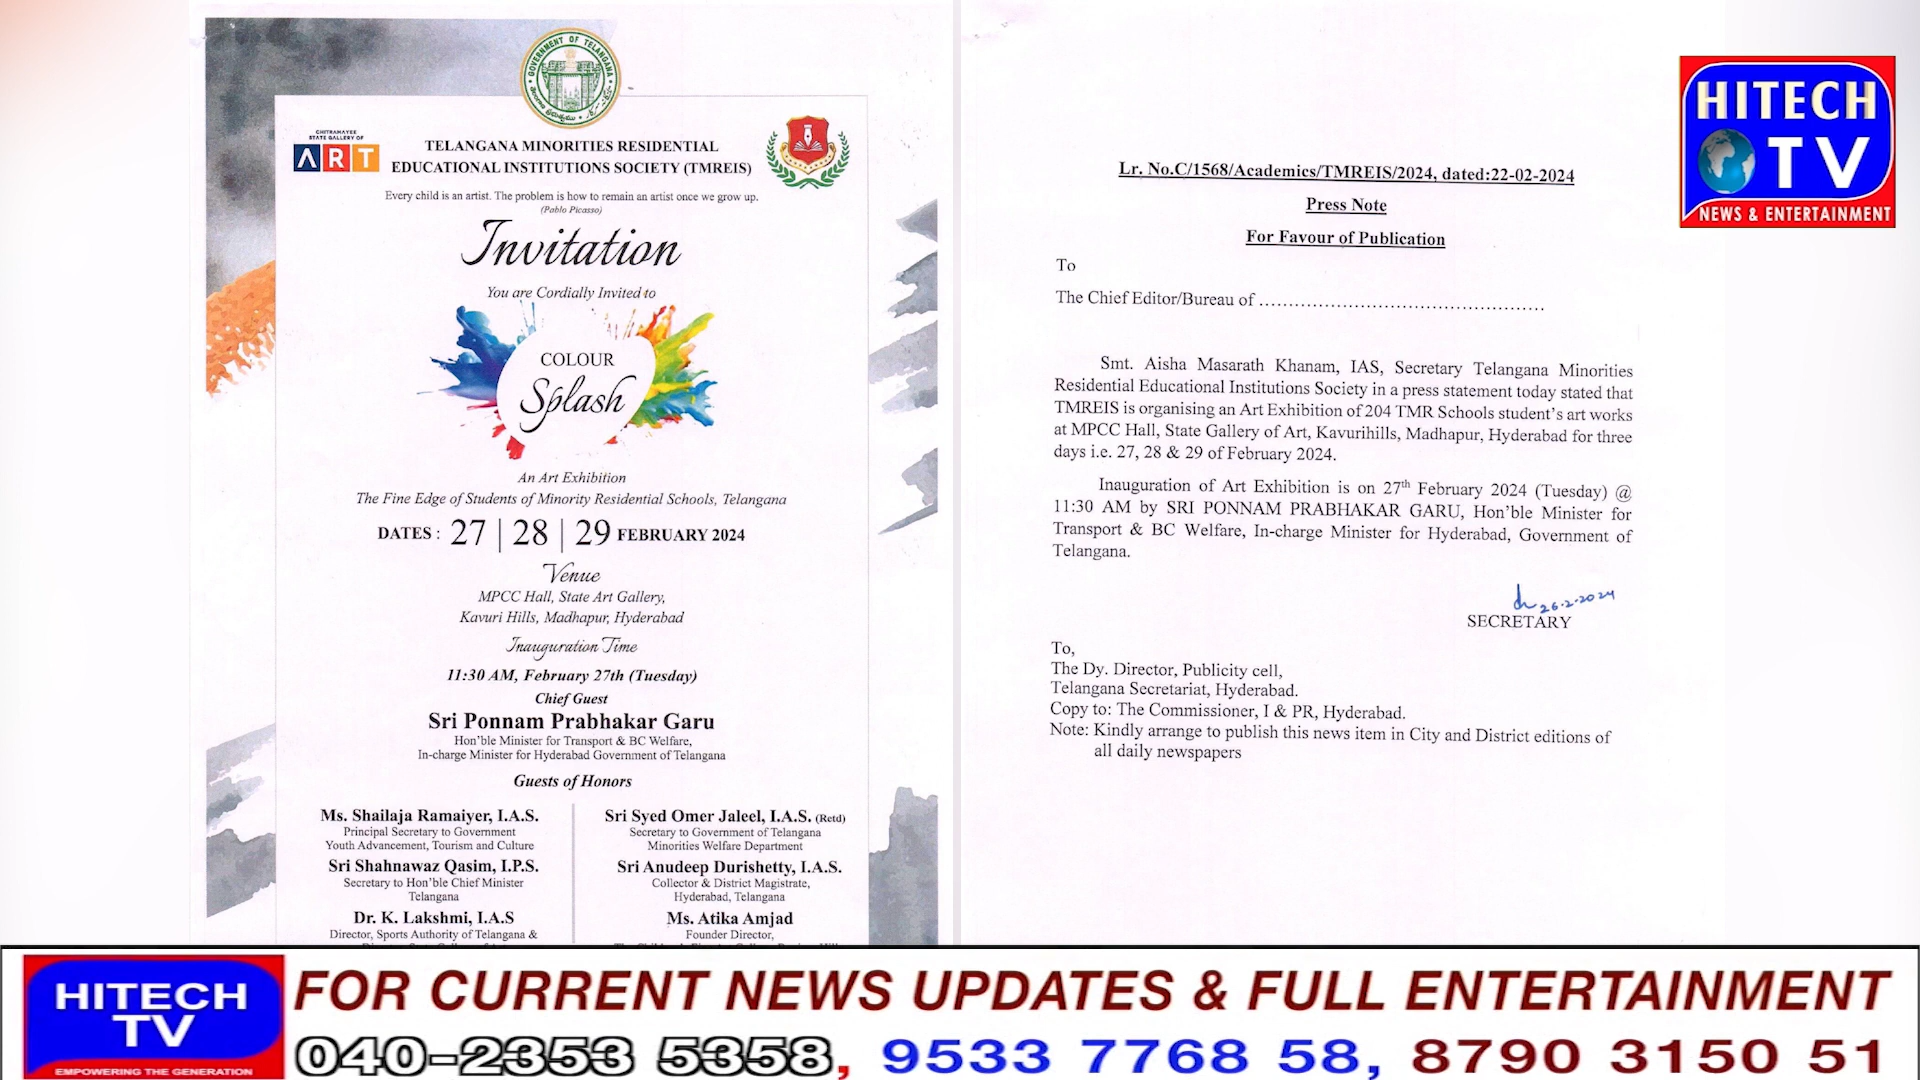 GOVERNMENT OF TELANGANA
CHITRAMAYEE
STATE GALLERY OF
ART
TELANGANA MINORITIES RESIDENTIAL
EDUCATIONAL INSTITUTIONS SOCIETY (TMREIS)
Every child is an artist. The problem is how to remain an artist once we grow up.
(Pablo Picasso)
Invitation
You are Cordially Invited to
COLOUR
Splash
An Art Exhibition
The Fine Edge of Students of Minority Residential Schools, Telangana
DATES : 27 | 28 | 29 FEBRUARY 2024
Venue
MPCC Hall, State Art Gallery,
Kavuri Hills, Madhapur, Hyderabad
Inauguration Time
11:30 AM, February 27th (Tuesday)
Chief Guest
Sri Ponnam Prabhakar Garu
Hon'ble Minister for Transport & BC Welfare,
In-charge Minister for Hyderabad Government of Telangana
Guests of Honors
Ms. Shailaja Ramaiyer, I.A.S.
Principal Secretary to Government
Youth Advancement, Tourism and Culture
Sri Shahnawaz Qasim, I.P.S.
Secretary to Hon'ble Chief Minister
Telangana
Dr. K. Lakshmi, I.A.S
Director, Sports Authority of Telangana &
Sri Syed Omer Jaleel, I.A.S. (Retd)
Secretary to Government of Telangana
Minorities Welfare Department
Sri Anudeep Durishetty, I.A.S.
Collector & District Magistrate,
Hyderabad, Telangana
Ms. Atika Amjad
Founder Director,
Lr. No.C/1568/Academics/TMREIS/2024, dated:22-02-2024
Press Note
For Favour of Publication
To
The Chief Editor/Bureau of ................................................
Smt. Aisha Masarath Khanam, IAS, Secretary Telangana Minorities
Residential Educational Institutions Society in a press statement today stated that
TMREIS is organising an Art Exhibition of 204 TMR Schools student's art works
at MPCC Hall, State Gallery of Art, Kavurihills, Madhapur, Hyderabad for three
days i.e. 27, 28 & 29 of February 2024.
Inauguration of Art Exhibition is on 27th February 2024 (Tuesday) @
11:30 AM by SRI PONNAM PRABHAKAR GARU, Hon'ble Minister for
Transport & BC Welfare, In-charge Minister for Hyderabad, Government of
Telangana.
26.2.2024
SECRETARY
To,
The Dy. Director, Publicity cell,
Telangana Secretariat, Hyderabad.
Copy to: The Commissioner, I & PR, Hyderabad.
Note: Kindly arrange to publish this news item in City and District editions of
all daily newspapers
HITECH
TV
NEWS & ENTERTAINMENT
HITECH
TV
EMPOWERING THE GENERATION
FOR CURRENT NEWS UPDATES & FULL ENTERTAINMENT
040-2353 5358, 9533 7768 58, 8790 3150 51